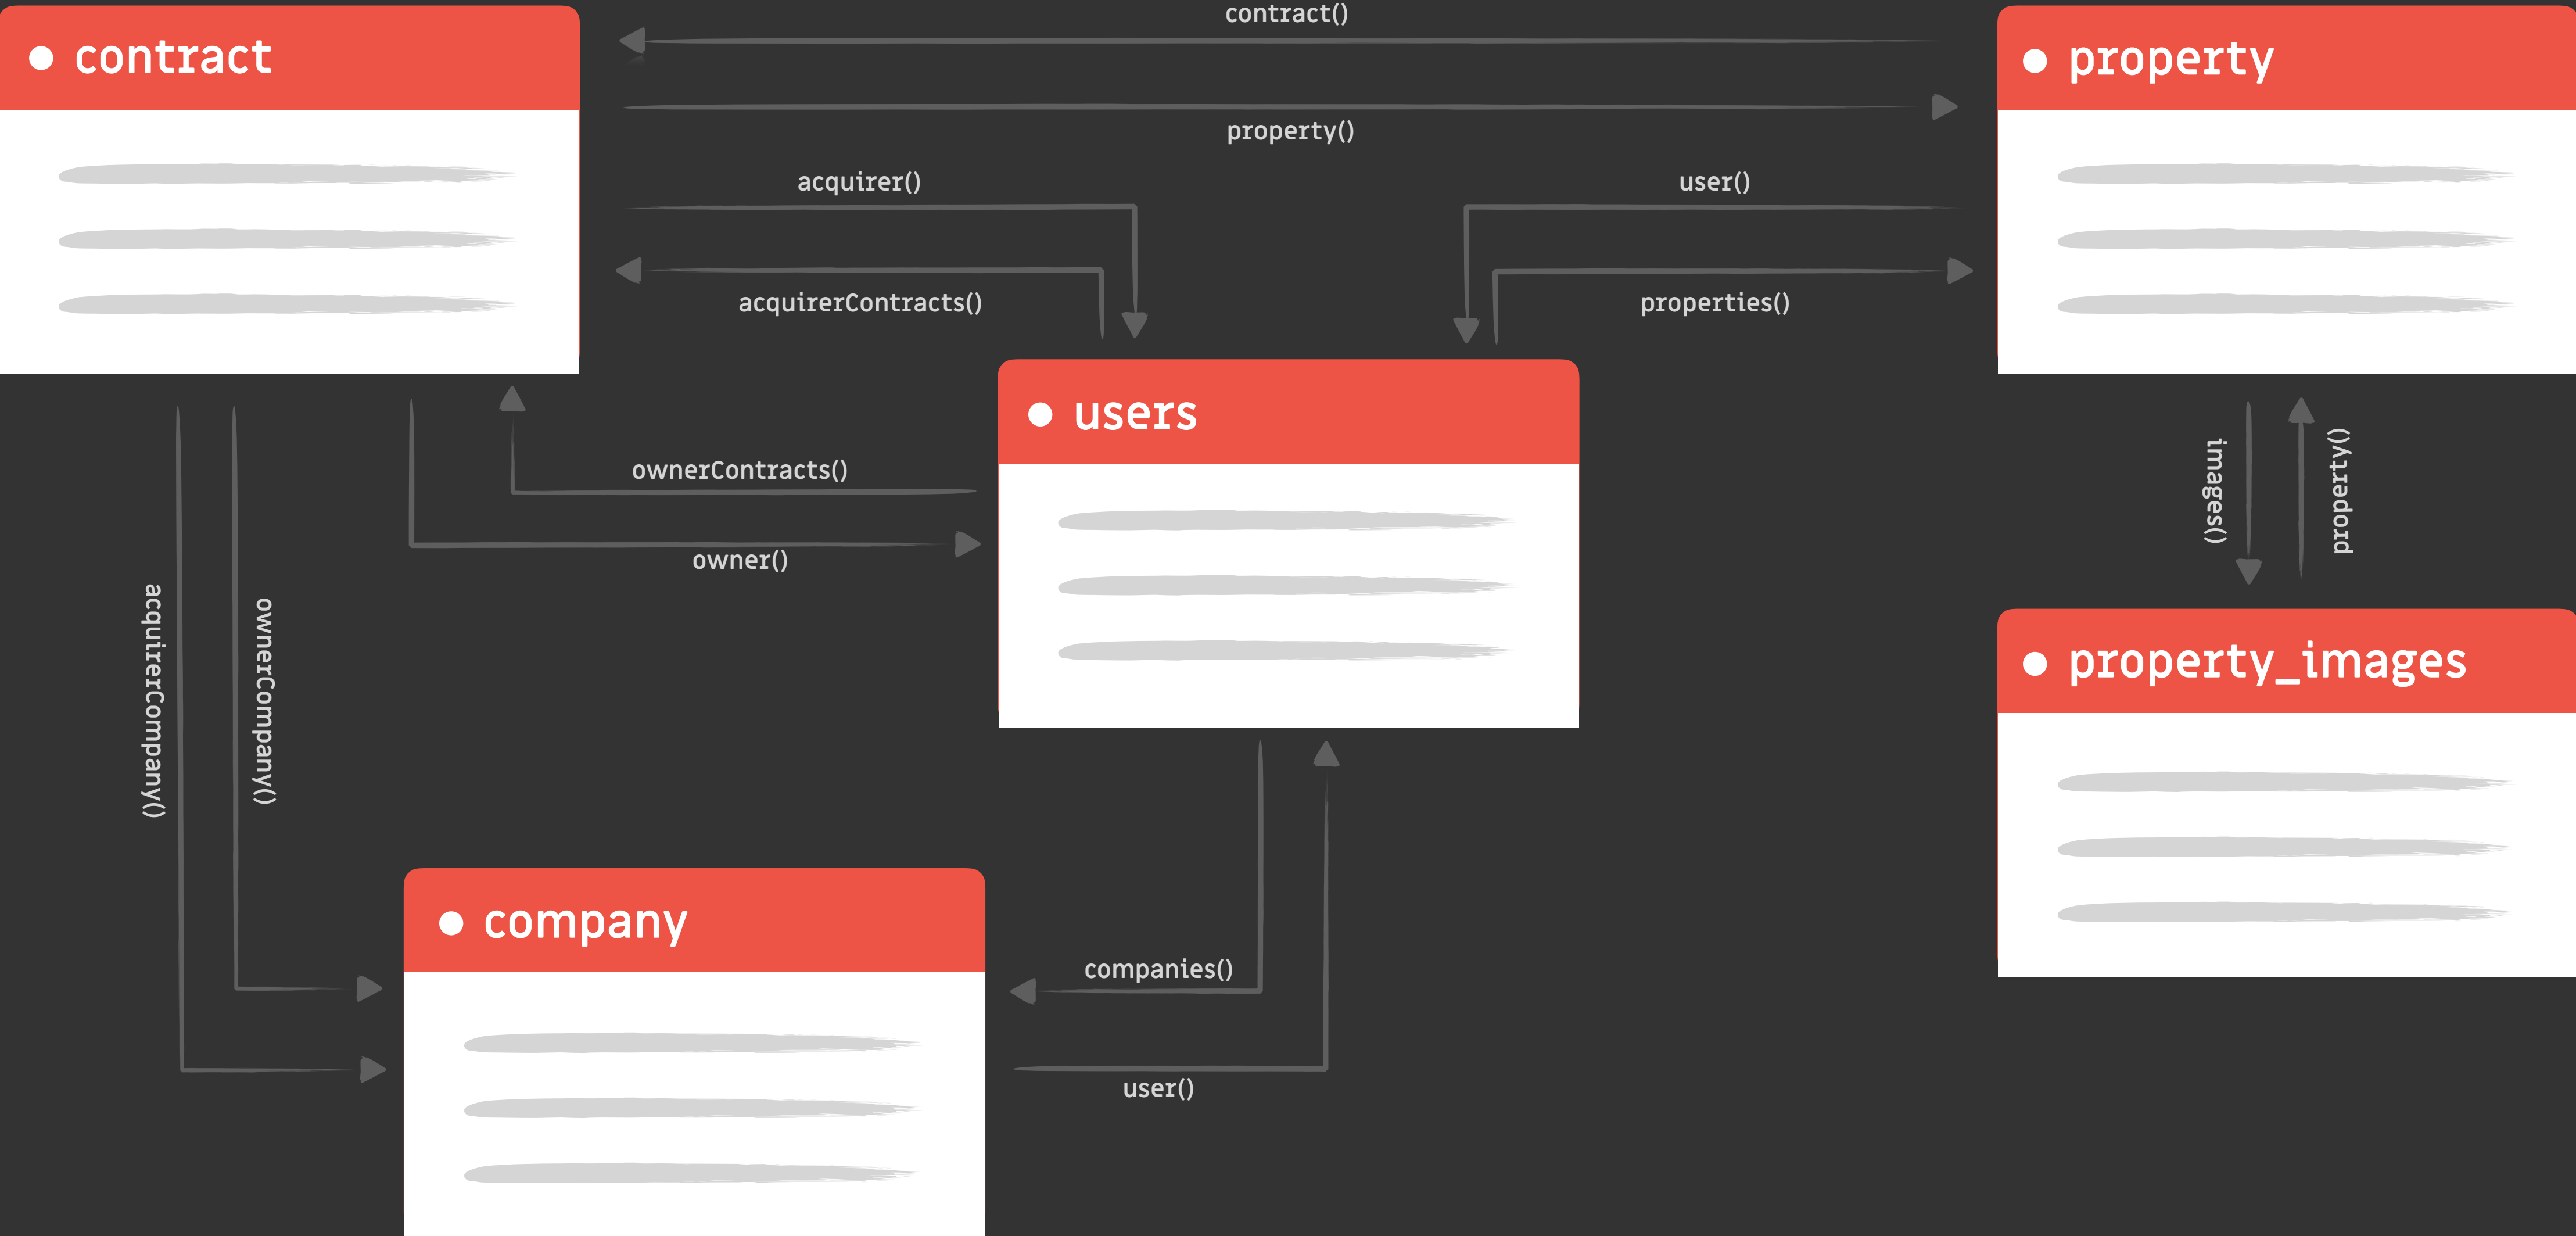 contract()
contract
property
property()
acquirer()
user()
acquirerContracts()
properties()
users
ownerContracts()
images()
property()
owner()
acquirerCompany()
ownerCompany()
property_images
company
companies()
user()